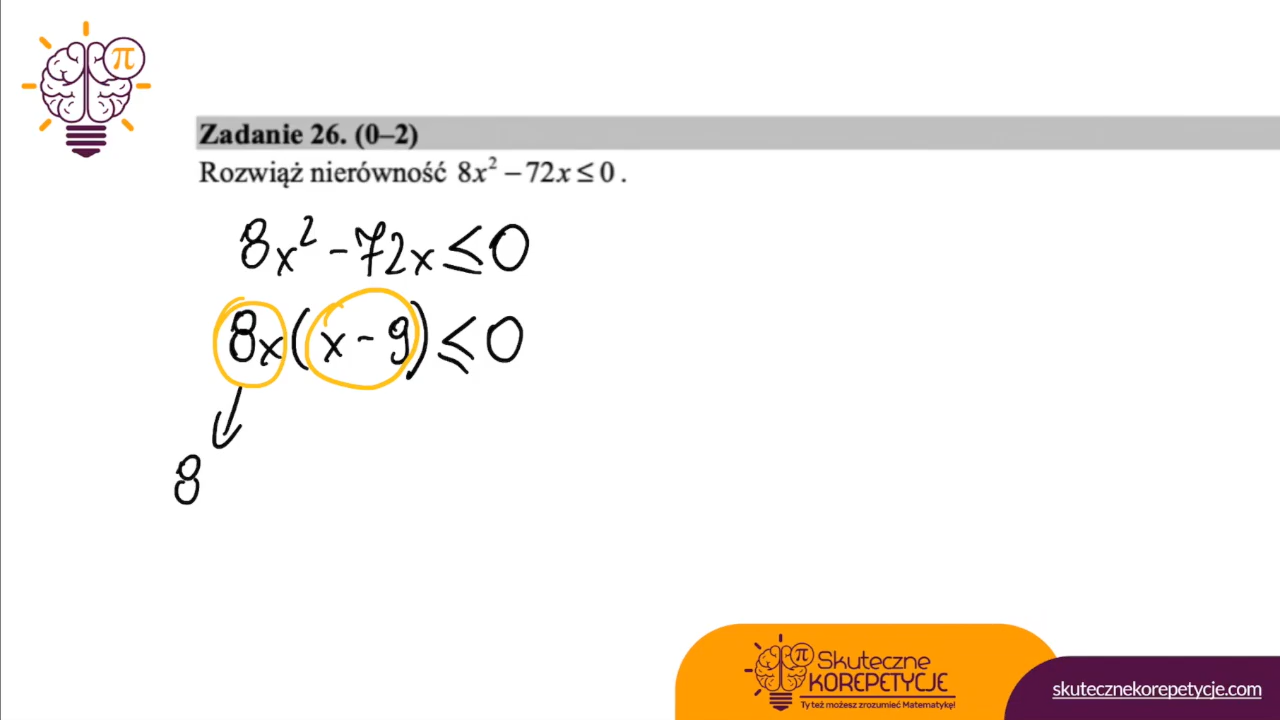 π
Zadanie 26. (0–2)
Rozwiąż nierówność 8x² – 72x ≤ 0 .
8x² - 72x ≤ 0
8x(x - 9) ≤ 0
8
π
Skuteczne
KOREPETYCJE
Ty też możesz zrozumieć Matematykę!
skutecznekorepetycje.com